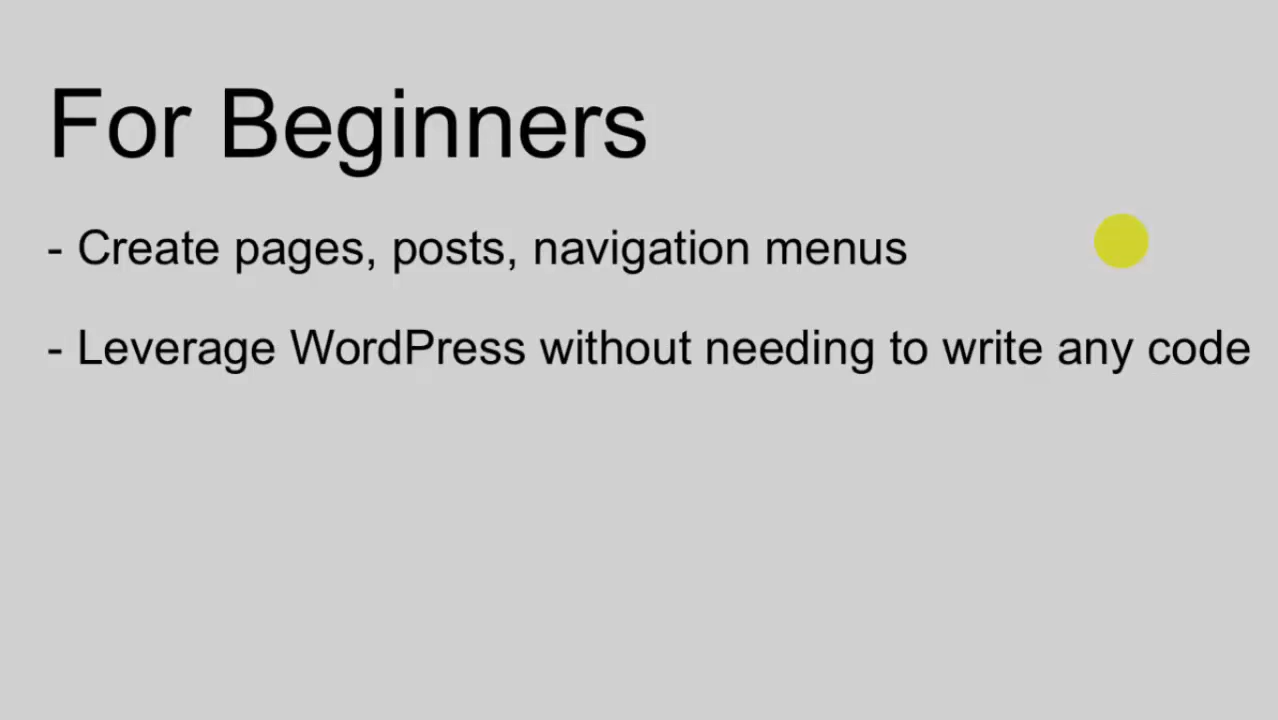 For Beginners
- Create pages, posts, navigation menus
- Leverage WordPress without needing to write any code